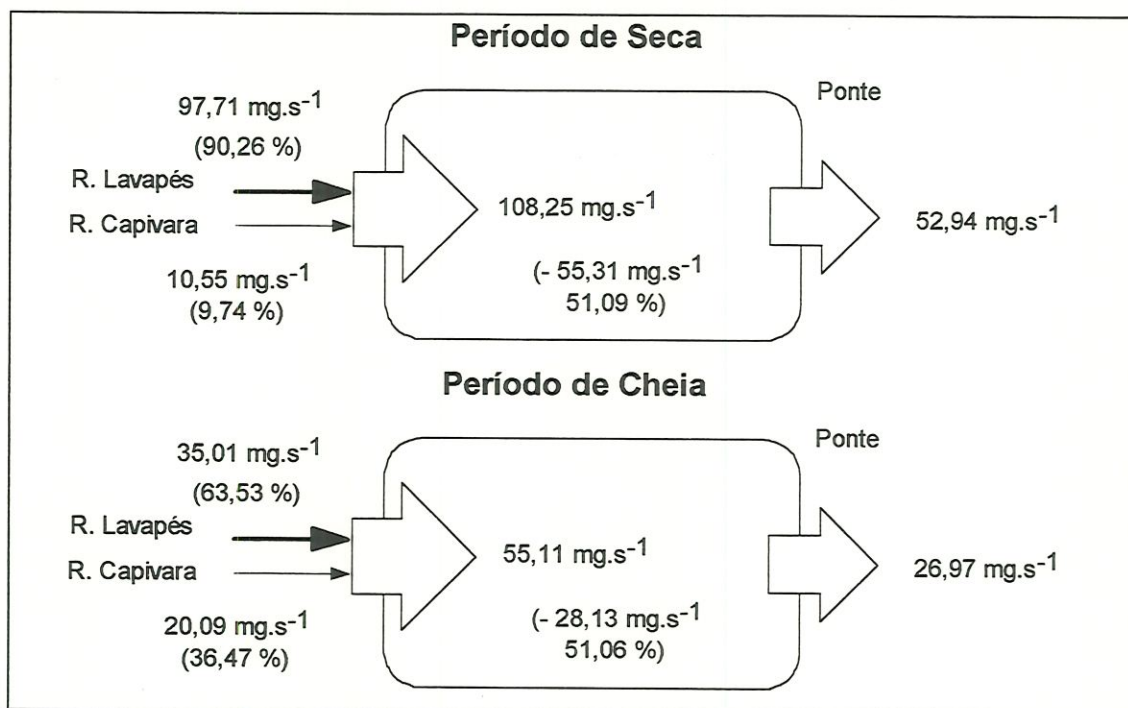 Período de Seca
Ponte
97,71 mg.s-1
(90,26 %)
R. Lavapés
R. Capivara
10,55 mg.s-1
(9,74 %)
108,25 mg.s-1
(- 55,31 mg.s-1
51,09 %)
52,94 mg.s-1
Período de Cheia
Ponte
35,01 mg.s-1
(63,53 %)
R. Lavapés
R. Capivara
20,09 mg.s-1
(36,47 %)
55,11 mg.s-1
(- 28,13 mg.s-1
51,06 %)
26,97 mg.s-1